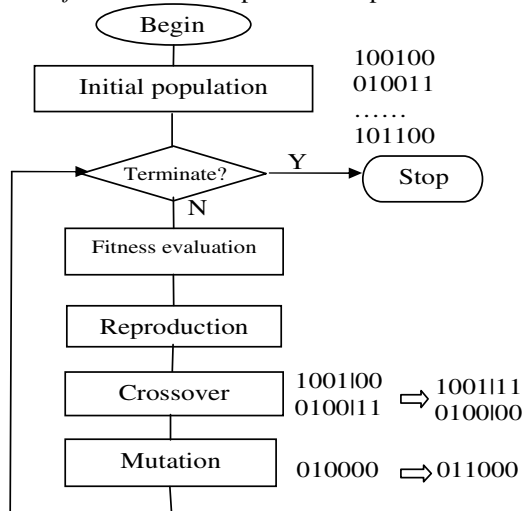 Begin
Initial population
100100
010011
......
101100
Terminate?
Y
Stop
N
Fitness evaluation
Reproduction
Crossover
1001|00
0100|11
1001|11
0100|00
Mutation
010000
011000